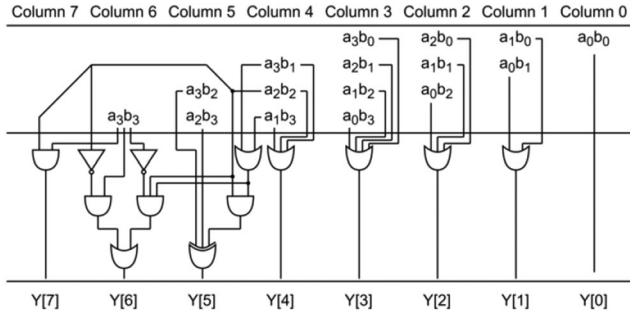 Column 7 Column 6 Column 5 Column 4 Column 3 Column 2 Column 1 Column 0
a₃b₀ a₂b₀ a₁b₀ a₀b₀
a₃b₁ a₂b₁ a₁b₁ a₀b₁
a₃b₂ a₂b₂ a₁b₂ a₀b₂
a₃b₃ a₂b₃ a₁b₃ a₀b₃
Y[7] Y[6] Y[5] Y[4] Y[3] Y[2] Y[1] Y[0]